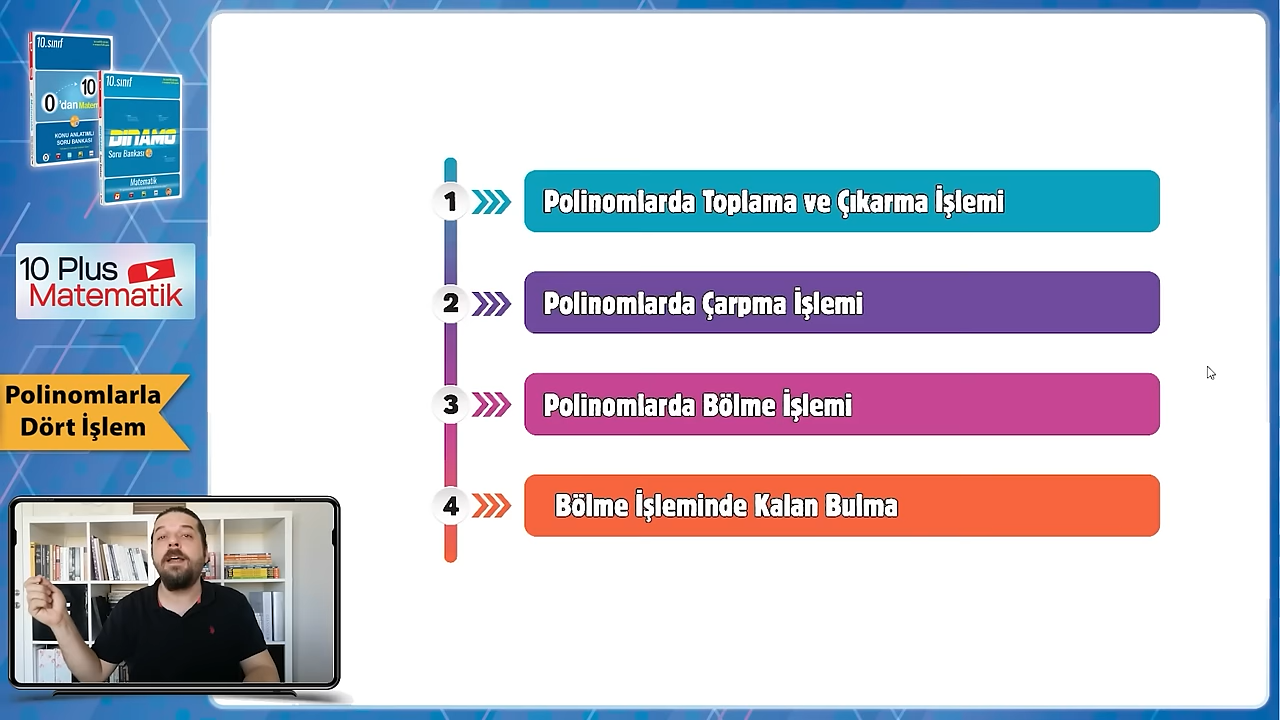 10.sınıf
10
0'dan Matem
KONU ANLATIMLI
SORU BANKASI
10.sınıf
DİNAMO
Soru Bankası
Matematik
10 Plus
Matematik
Polinomlarla
Dört İşlem
1
Polinomlarda Toplama ve Çıkarma İşlemi
2
Polinomlarda Çarpma İşlemi
3
Polinomlarda Bölme İşlemi
4
Bölme İşleminde Kalan Bulma